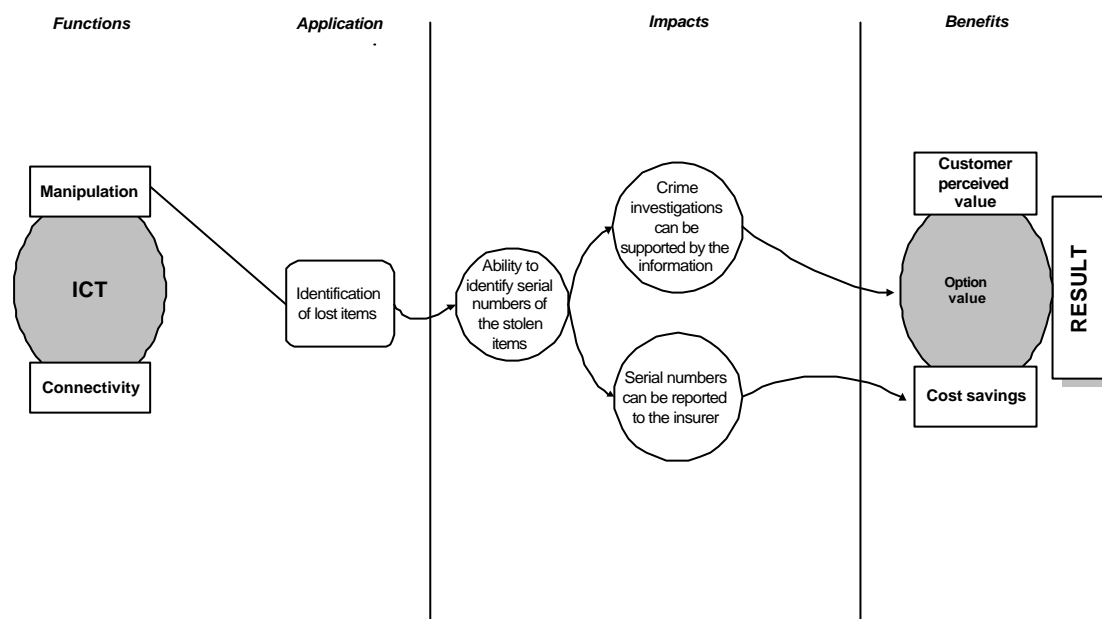 Functions
Application
Impacts
Benefits
Manipulation
ICT
Connectivity
Identification
of lost items
Ability to
identify serial
numbers of
the stolen
items
Crime
investigations
can be
supported by the
information
Serial numbers
can be reported
to the insurer
Customer
perceived
value
Option
value
Cost savings
RESULT